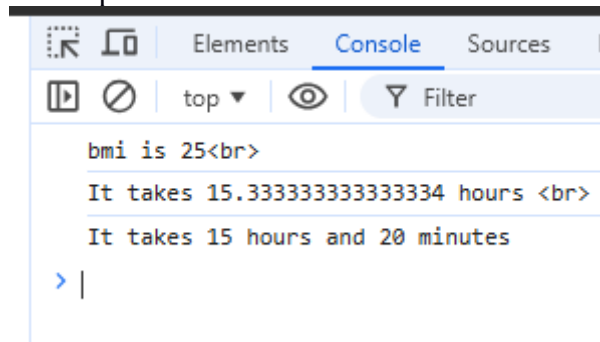 Elements Console Sources
top ▼ Filter
bmi is 25<br>
It takes 15.333333333333334 hours <br>
It takes 15 hours and 20 minutes
>